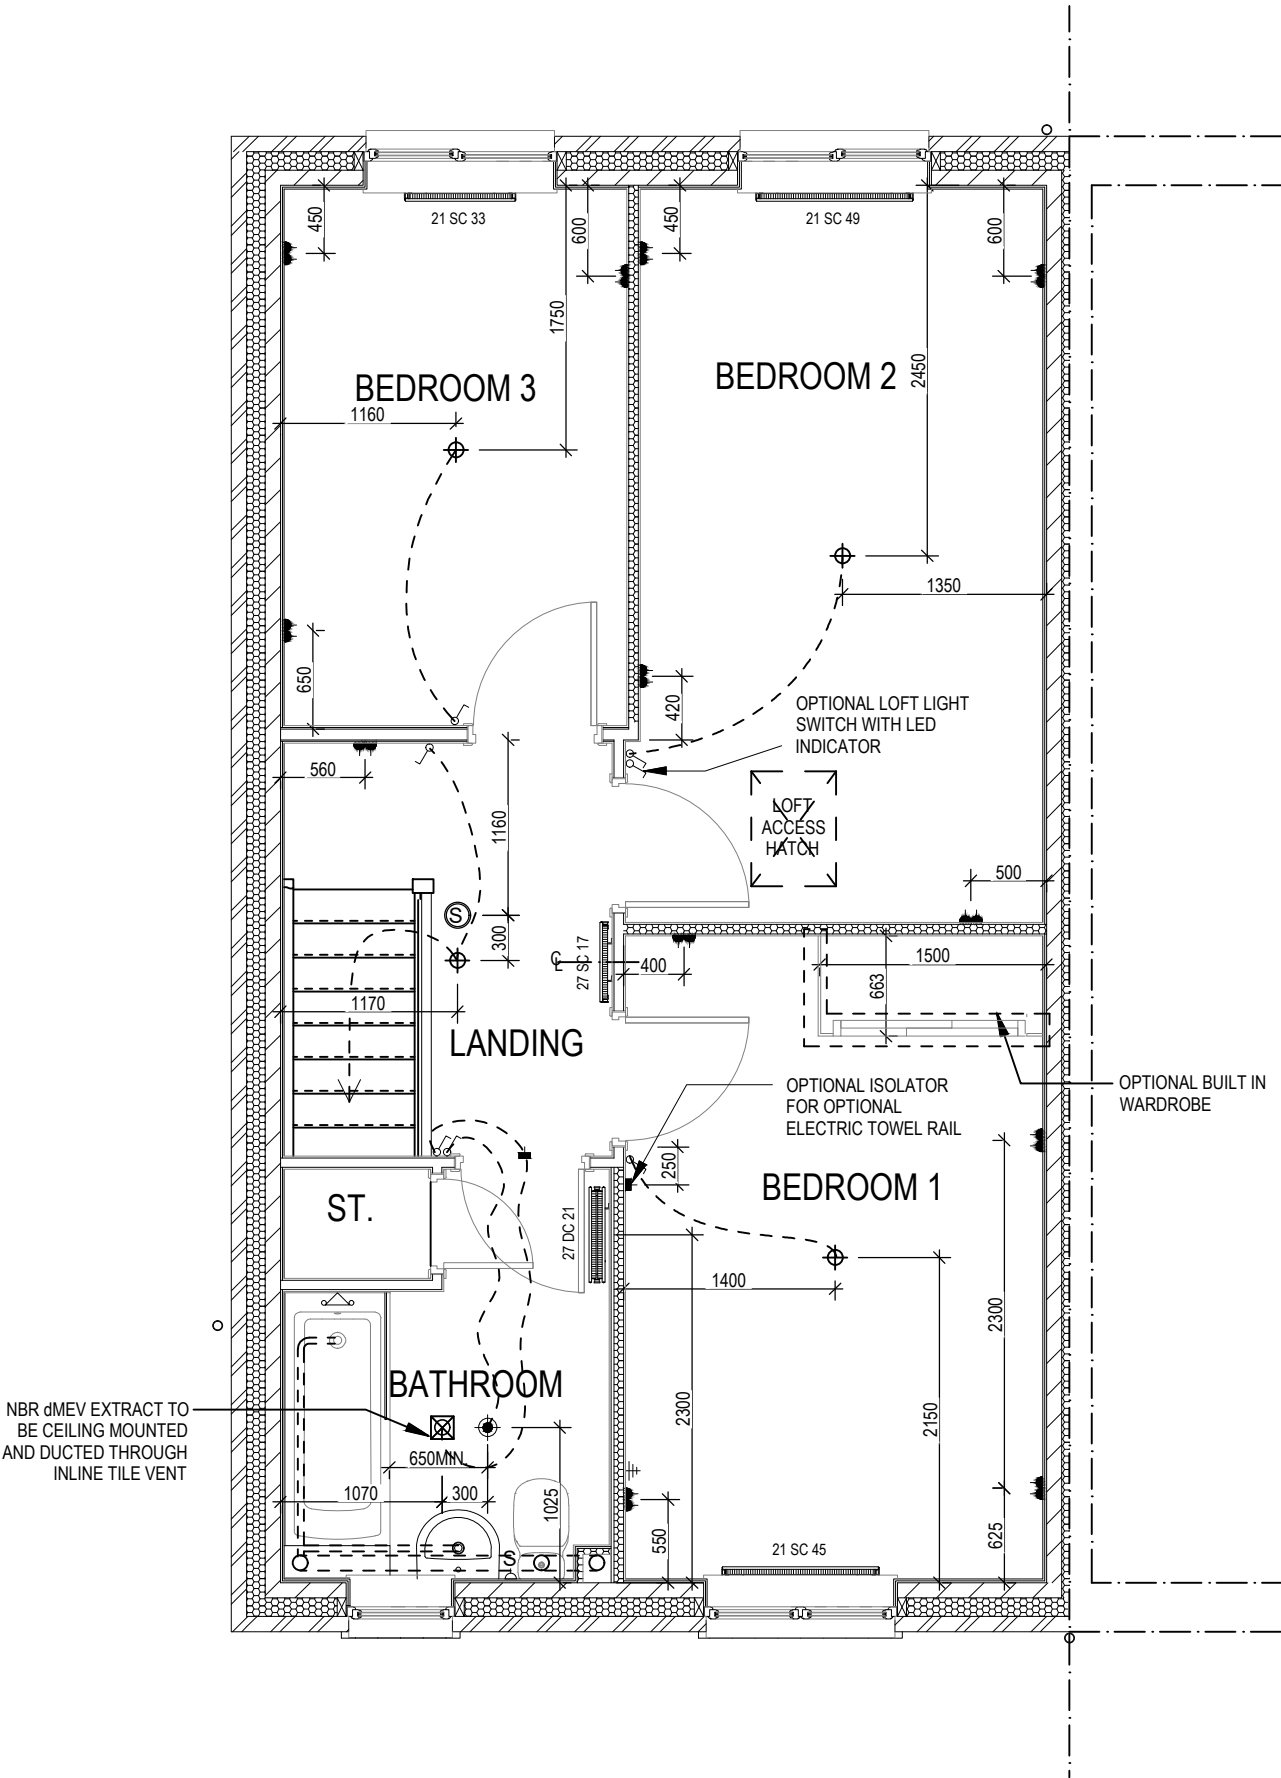 21 SC 33
21 SC 49
450
600
450
600
1750
2450
BEDROOM 3
BEDROOM 2
1160
1350
650
420
OPTIONAL LOFT LIGHT
SWITCH WITH LED
INDICATOR
560
1160
LOFT
ACCESS
HATCH
500
S
300
℄
27 SC 17
400
663
1500
1170
LANDING
OPTIONAL ISOLATOR
FOR OPTIONAL
ELECTRIC TOWEL RAIL
OPTIONAL BUILT IN
WARDROBE
250
BEDROOM 1
ST.
27 DC 21
1400
2300
2300
2150
BATHROOM
NBR dMEV EXTRACT TO
BE CEILING MOUNTED
AND DUCTED THROUGH
INLINE TILE VENT
650MIN.
1070
300
1025
550
625
S
21 SC 45